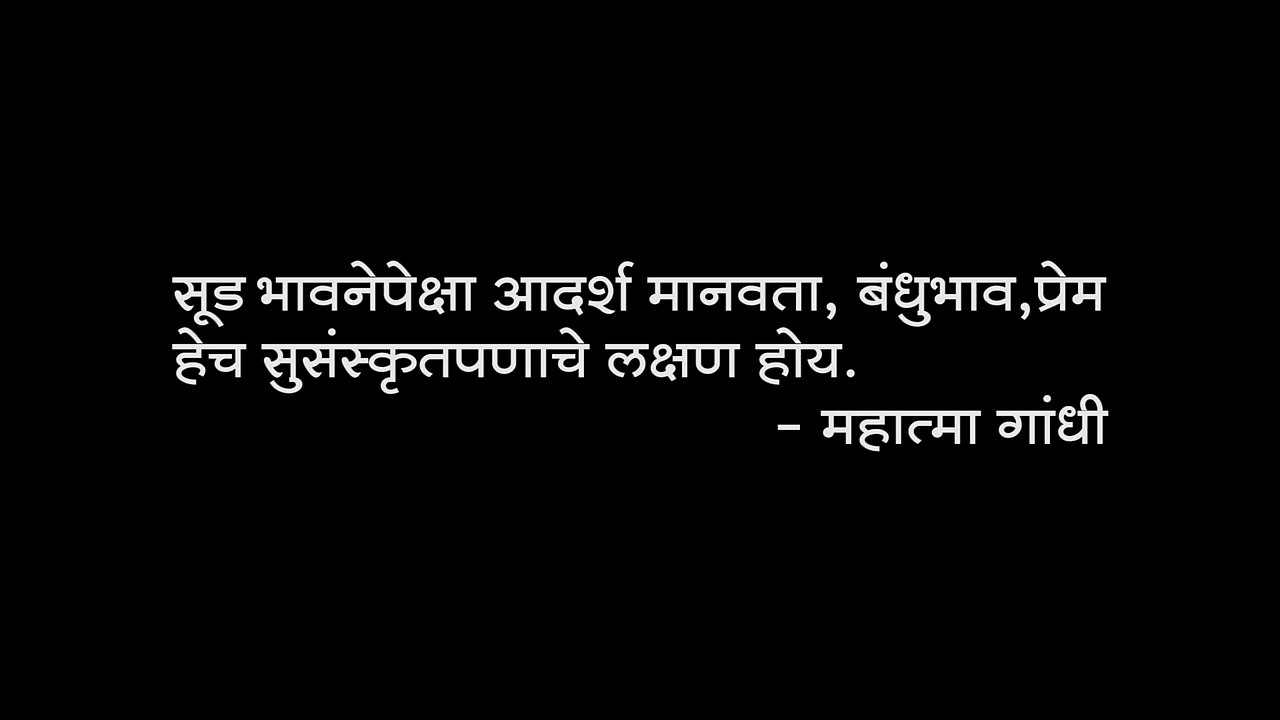 सूड भावनेपेक्षा आदर्श मानवता, बंधुभाव,प्रेम
हेच सुसंस्कृतपणाचे लक्षण होय.
- महात्मा गांधी